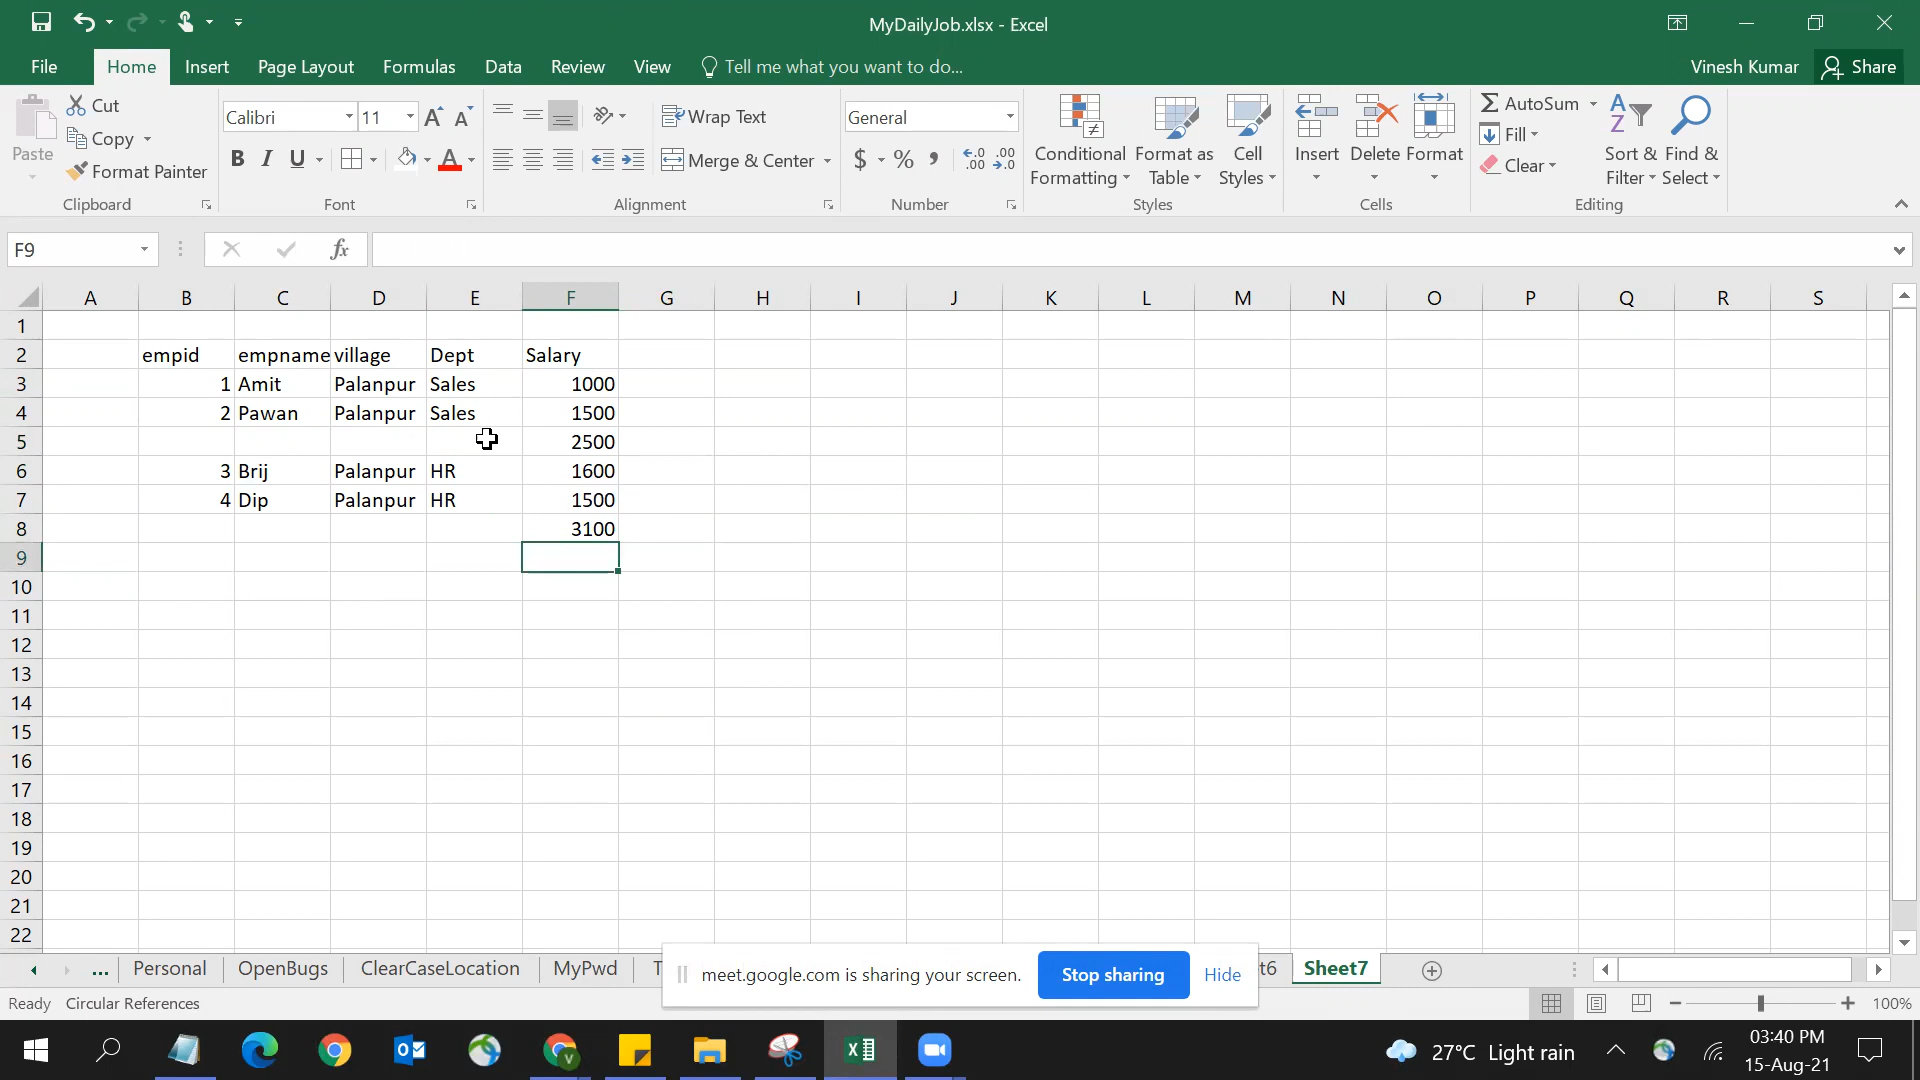 MyDailyJob.xlsx - Excel
File Home Insert Page Layout Formulas Data Review View Tell me what you want to do... Vinesh Kumar Share
Paste
Cut
Copy
Format Painter
Clipboard
Calibri 11
B I U
Font
Wrap Text
Merge & Center
Alignment
General
$ % ,
Number
Conditional Formatting
Format as Table
Cell Styles
Styles
Insert Delete Format
Cells
AutoSum
Fill
Clear
Sort & Filter
Find & Select
Editing
F9 fx
A B C D E F G H I J K L M N O P Q R S
1
2 empid empname village Dept Salary
3 1 Amit Palanpur Sales 1000
4 2 Pawan Palanpur Sales 1500
5 2500
6 3 Brij Palanpur HR 1600
7 4 Dip Palanpur HR 1500
8 3100
9
10
11
12
13
14
15
16
17
18
19
20
21
22
... Personal OpenBugs ClearCaseLocation MyPwd T t6 Sheet7
meet.google.com is sharing your screen. Stop sharing Hide
Ready Circular References 100%
27°C Light rain
03:40 PM
15-Aug-21